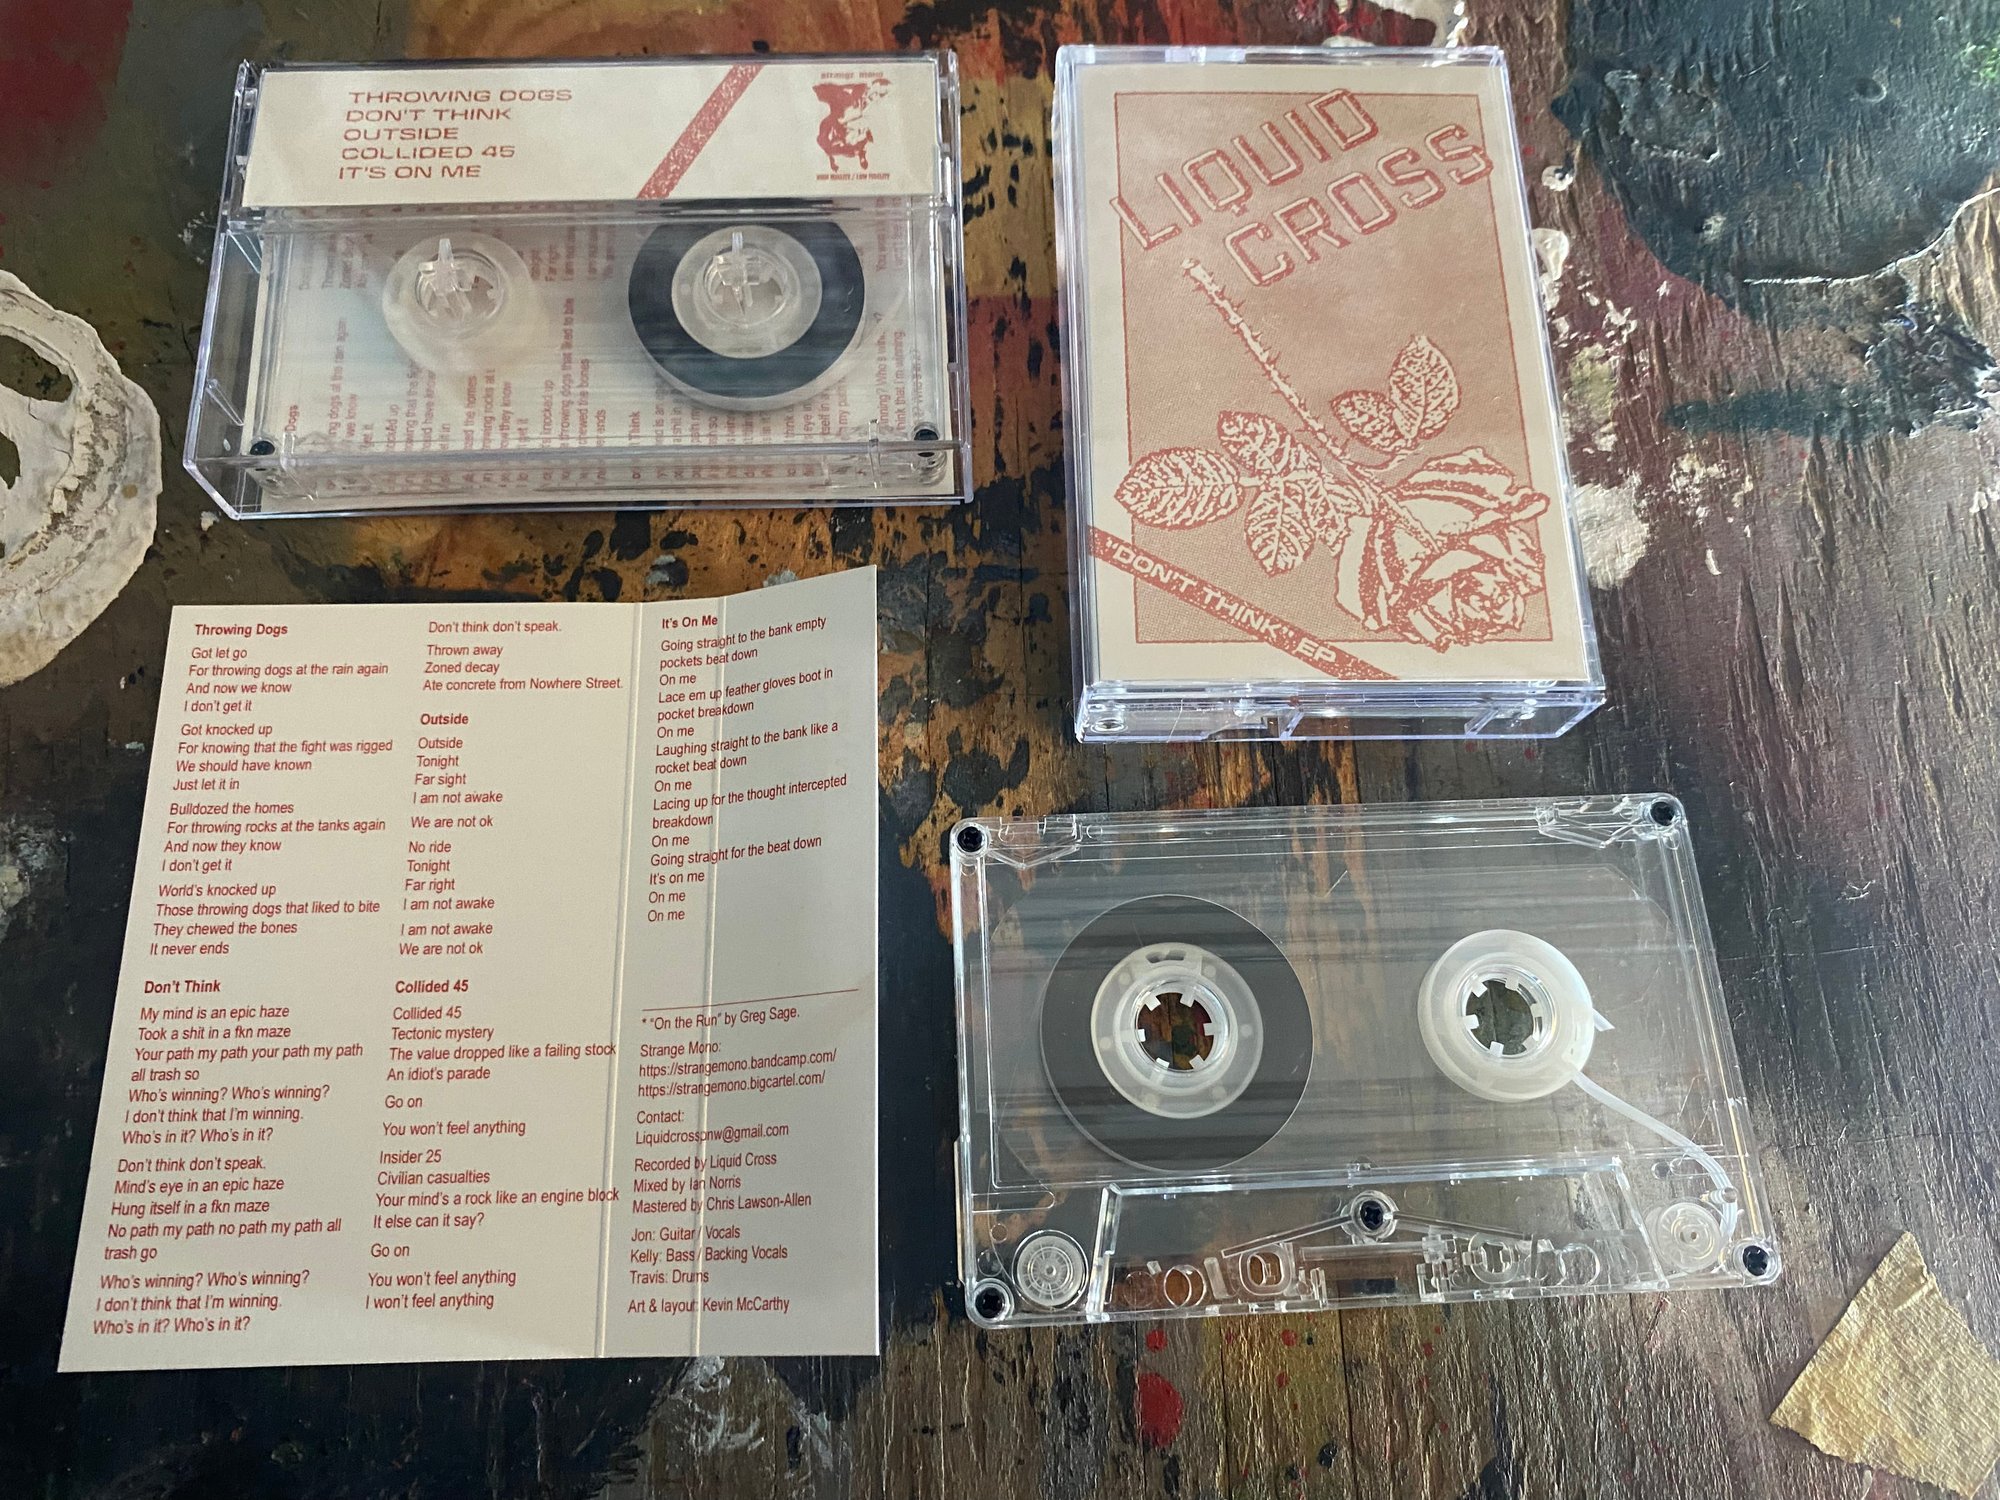 THROWING DOGS
DON'T THINK
OUTSIDE
COLLIDED 45
IT'S ON ME
strange mono
HIGH FIDELITY / LOW FIDELITY
LIQUID
CROSS
"DON'T THINK" EP
Throwing Dogs
Got let go
For throwing dogs at the rain again
And now we know
I don't get it
Got knocked up
For knowing that the fight was rigged
We should have known
Just let it in
Bulldozed the homes
For throwing rocks at the tanks again
And now they know
I don't get it
World's knocked up
Those throwing dogs that liked to bite
They chewed the bones
It never ends
Don't Think
My mind is an epic haze
Took a shit in a fkn maze
Your path my path your path my path
all trash so
Who's winning? Who's winning?
I don't think that I'm winning.
Who's in it? Who's in it?
Don't think don't speak.
Mind's eye in an epic haze
Hung itself in a fkn maze
No path my path no path my path all
trash go
Who's winning? Who's winning?
I don't think that I'm winning.
Who's in it? Who's in it?
Don't think don't speak.
Thrown away
Zoned decay
Ate concrete from Nowhere Street.
Outside
Outside
Tonight
Far sight
I am not awake
We are not ok
No ride
Tonight
Far right
I am not awake
I am not awake
We are not ok
Collided 45
Collided 45
Tectonic mystery
The value dropped like a failing stock
An idiot's parade
Go on
You won't feel anything
Insider 25
Civilian casualties
Your mind's a rock like an engine block
It else can it say?
Go on
You won't feel anything
I won't feel anything
It's On Me
Going straight to the bank empty
pockets beat down
On me
Lace em up feather gloves boot in
pocket breakdown
On me
Laughing straight to the bank like a
rocket beat down
On me
Lacing up for the thought intercepted
breakdown
On me
Going straight for the beat down
It's on me
On me
On me
* "On the Run" by Greg Sage.
Strange Mono:
https://strangemono.bandcamp.com/
https://strangemono.bigcartel.com/
Contact:
Liquidcrosspnw@gmail.com
Recorded by Liquid Cross
Mixed by Ian Norris
Mastered by Chris Lawson-Allen
Jon: Guitar / Vocals
Kelly: Bass / Backing Vocals
Travis: Drums
Art & layout: Kevin McCarthy